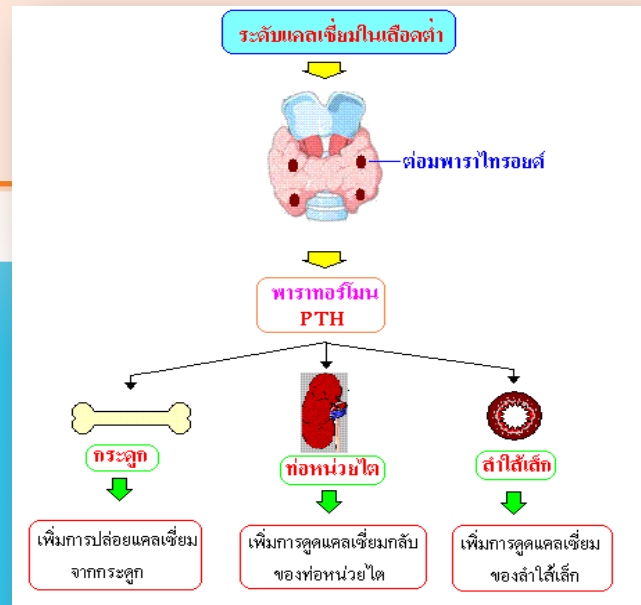 ระดับแคลเซี่ยมในเลือดต่ำ
ต่อมพาราไทรอยด์
พาราทอร์โมน
PTH
กระดูก
ท่อหน่วยไต
ลำไส้เล็ก
เพิ่มการปล่อยแคลเซี่ยม
จากกระดูก
เพิ่มการดูดแคลเซี่ยมกลับ
ของท่อหน่วยไต
เพิ่มการดูดแคลเซี่ยม
ของลำไส้เล็ก